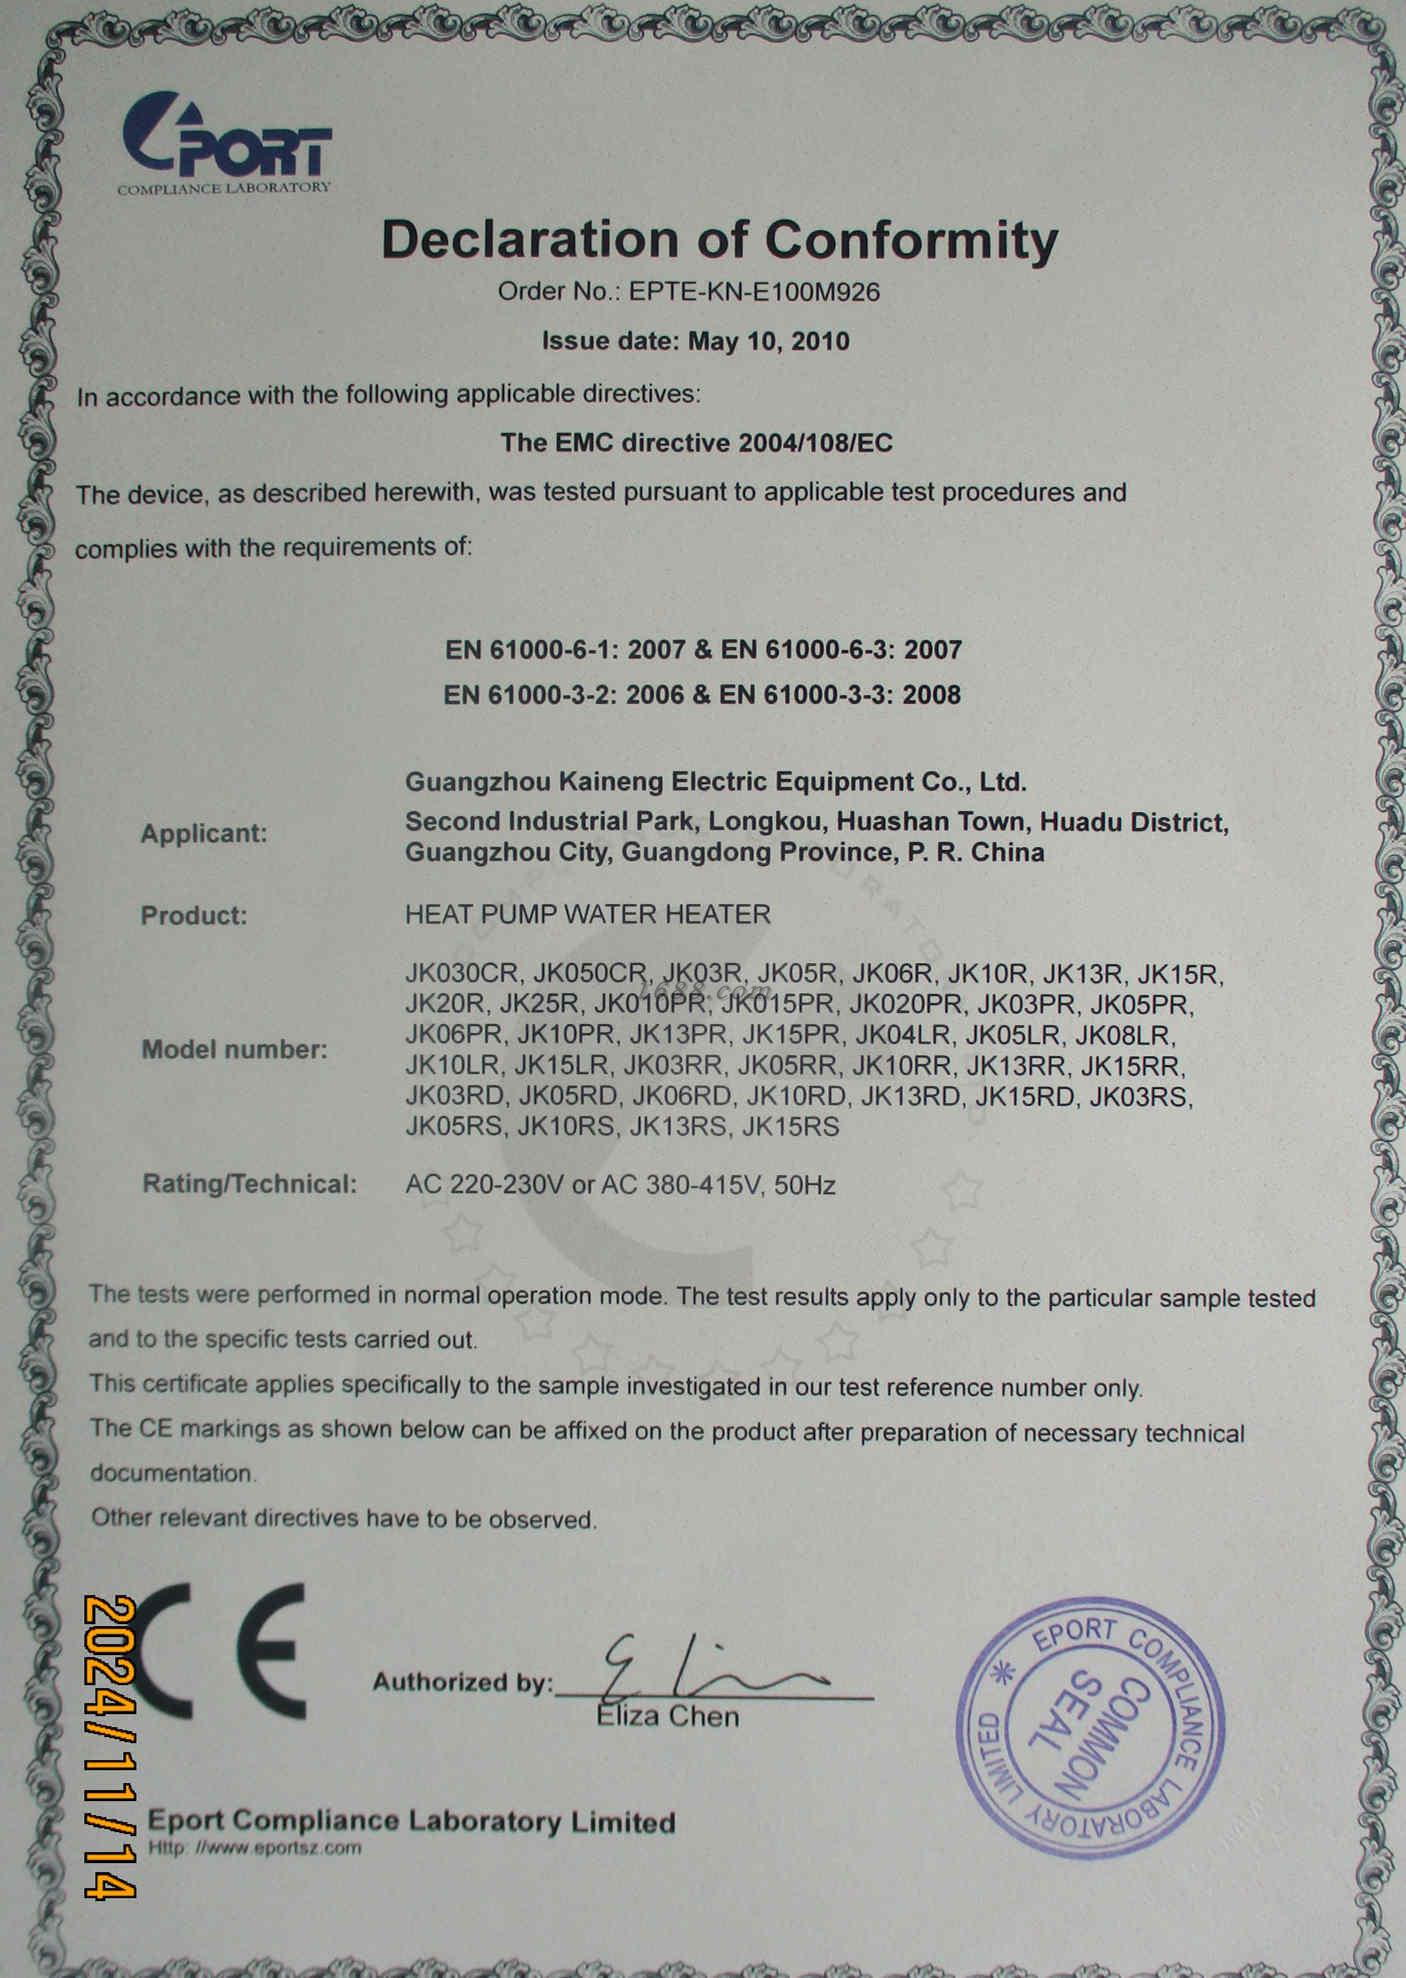 EPORT
COMPLIANCE LABORATORY
Declaration of Conformity
Order No.: EPTE-KN-E100M926
Issue date: May 10, 2010
In accordance with the following applicable directives:
The EMC directive 2004/108/EC
The device, as described herewith, was tested pursuant to applicable test procedures and
complies with the requirements of:
EN 61000-6-1: 2007 & EN 61000-6-3: 2007
EN 61000-3-2: 2006 & EN 61000-3-3: 2008
Applicant:
Guangzhou Kaineng Electric Equipment Co., Ltd.
Second Industrial Park, Longkou, Huashan Town, Huadu District,
Guangzhou City, Guangdong Province, P. R. China
Product:
HEAT PUMP WATER HEATER
Model number:
JK030CR, JK050CR, JK03R, JK05R, JK06R, JK10R, JK13R, JK15R,
1688.com
JK20R, JK25R, JK010PR, JK015PR, JK020PR, JK03PR, JK05PR,
JK06PR, JK10PR, JK13PR, JK15PR, JK04LR, JK05LR, JK08LR,
JK10LR, JK15LR, JK03RR, JK05RR, JK10RR, JK13RR, JK15RR,
JK03RD, JK05RD, JK06RD, JK10RD, JK13RD, JK15RD, JK03RS,
JK05RS, JK10RS, JK13RS, JK15RS
Rating/Technical:
AC 220-230V or AC 380-415V, 50Hz
The tests were performed in normal operation mode. The test results apply only to the particular sample tested
and to the specific tests carried out.
This certificate applies specifically to the sample investigated in our test reference number only.
The CE markings as shown below can be affixed on the product after preparation of necessary technical
documentation.
Other relevant directives have to be observed.
CE
2024/11/14
Authorized by:
Eliza Chen
EPORT COMPLIANCE LABORATORY LIMITED
COMMON
SEAL
Eport Compliance Laboratory Limited
Http: //www.eportsz.com